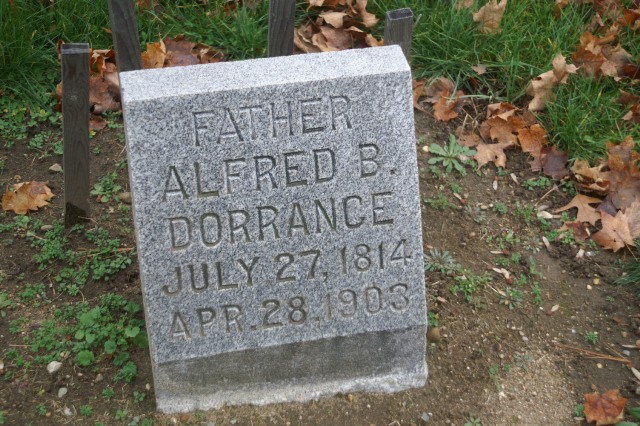 FATHER
ALFRED B.
DORRANCE
JULY 27, 1814
APR. 28. 1903